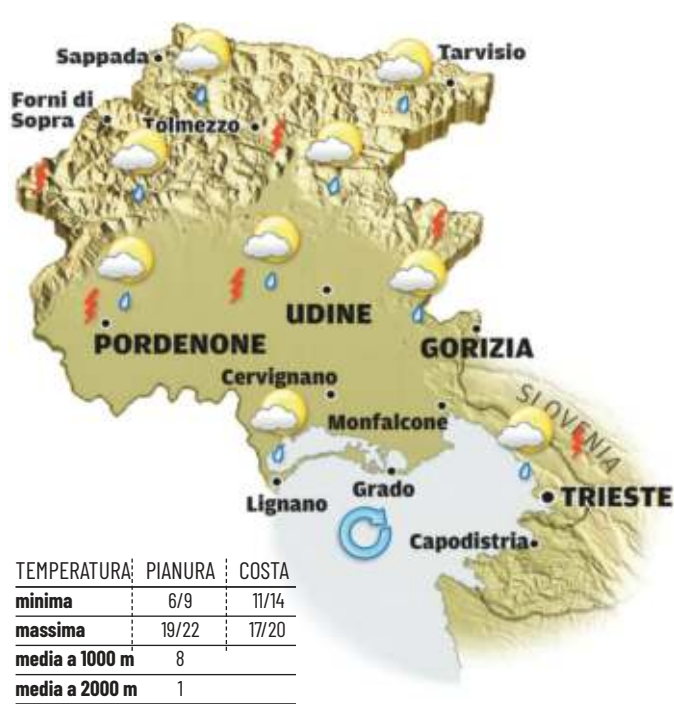 Sappada
Tarvisio
Forni di
Sopra
Tolmezzo
UDINE
PORDENONE
GORIZIA
Cervignano
SLOVENIA
Monfalcone
Lignano
Grado
TRIESTE
Capodistria
TEMPERATURA PIANURA COSTA
minima 6/9 11/14
massima 19/22 17/20
media a 1000 m 8
media a 2000 m 1